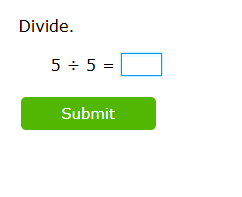 Divide.
5 ÷ 5 =
Submit